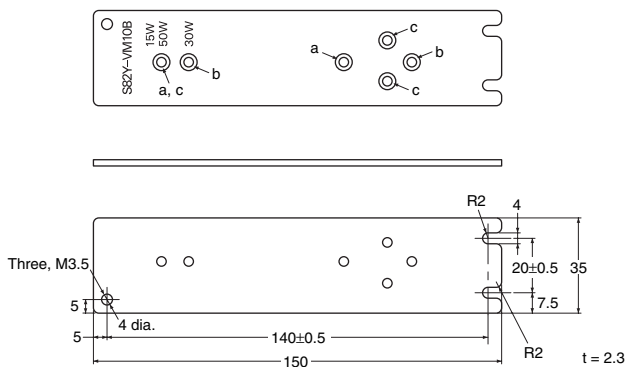 S82Y–VM10B
15W
50W
30W
a, c
b
a
c
b
c
R2
4
Three, M3.5
20±0.5
35
5
4 dia.
7.5
5
140±0.5
R2
150
t = 2.3